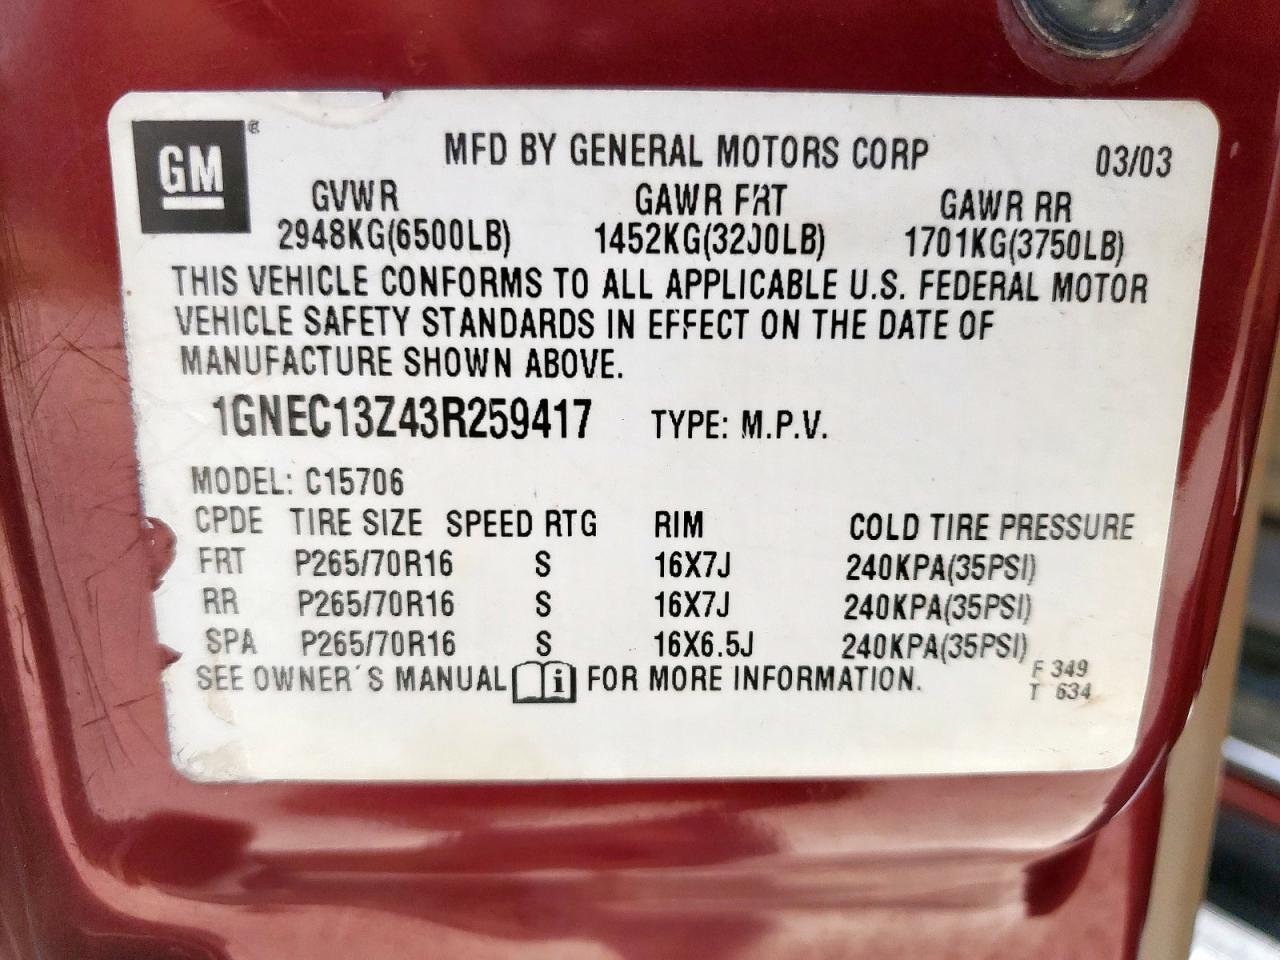 GM ®
MFD BY GENERAL MOTORS CORP 03/03
GVWR GAWR FRT GAWR RR
2948KG(6500LB) 1452KG(3200LB) 1701KG(3750LB)
THIS VEHICLE CONFORMS TO ALL APPLICABLE U.S. FEDERAL MOTOR
VEHICLE SAFETY STANDARDS IN EFFECT ON THE DATE OF
MANUFACTURE SHOWN ABOVE.
1GNEC13Z43R259417 TYPE: M.P.V.
MODEL: C15706
CPDE TIRE SIZE SPEED RTG RIM COLD TIRE PRESSURE
FRT P265/70R16 S 16X7J 240KPA(35PSI)
RR P265/70R16 S 16X7J 240KPA(35PSI)
SPA P265/70R16 S 16X6.5J 240KPA(35PSI)
SEE OWNER´S MANUAL i FOR MORE INFORMATION.
F 349
T 634